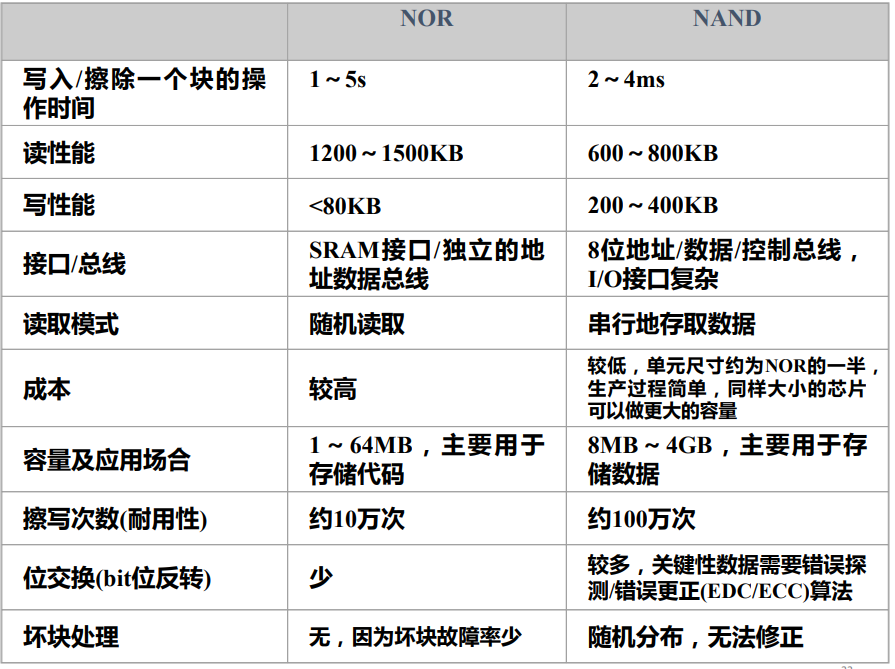 NOR NAND
写入/擦除一个块的操 1～5s 2～4ms
作时间
读性能 1200～1500KB 600～800KB
写性能 <80KB 200～400KB
接口/总线 SRAM接口/独立的地 8位地址/数据/控制总线，
址数据总线 I/O接口复杂
读取模式 随机读取 串行地存取数据
成本 较高 较低，单元尺寸约为NOR的一半，
生产过程简单，同样大小的芯片
可以做更大的容量
容量及应用场合 1～64MB，主要用于 8MB～4GB，主要用于存
存储代码 储数据
擦写次数(耐用性) 约10万次 约100万次
位交换(bit位反转) 少 较多，关键性数据需要错误探
测/错误更正(EDC/ECC)算法
坏块处理 无，因为坏块故障率少 随机分布，无法修正